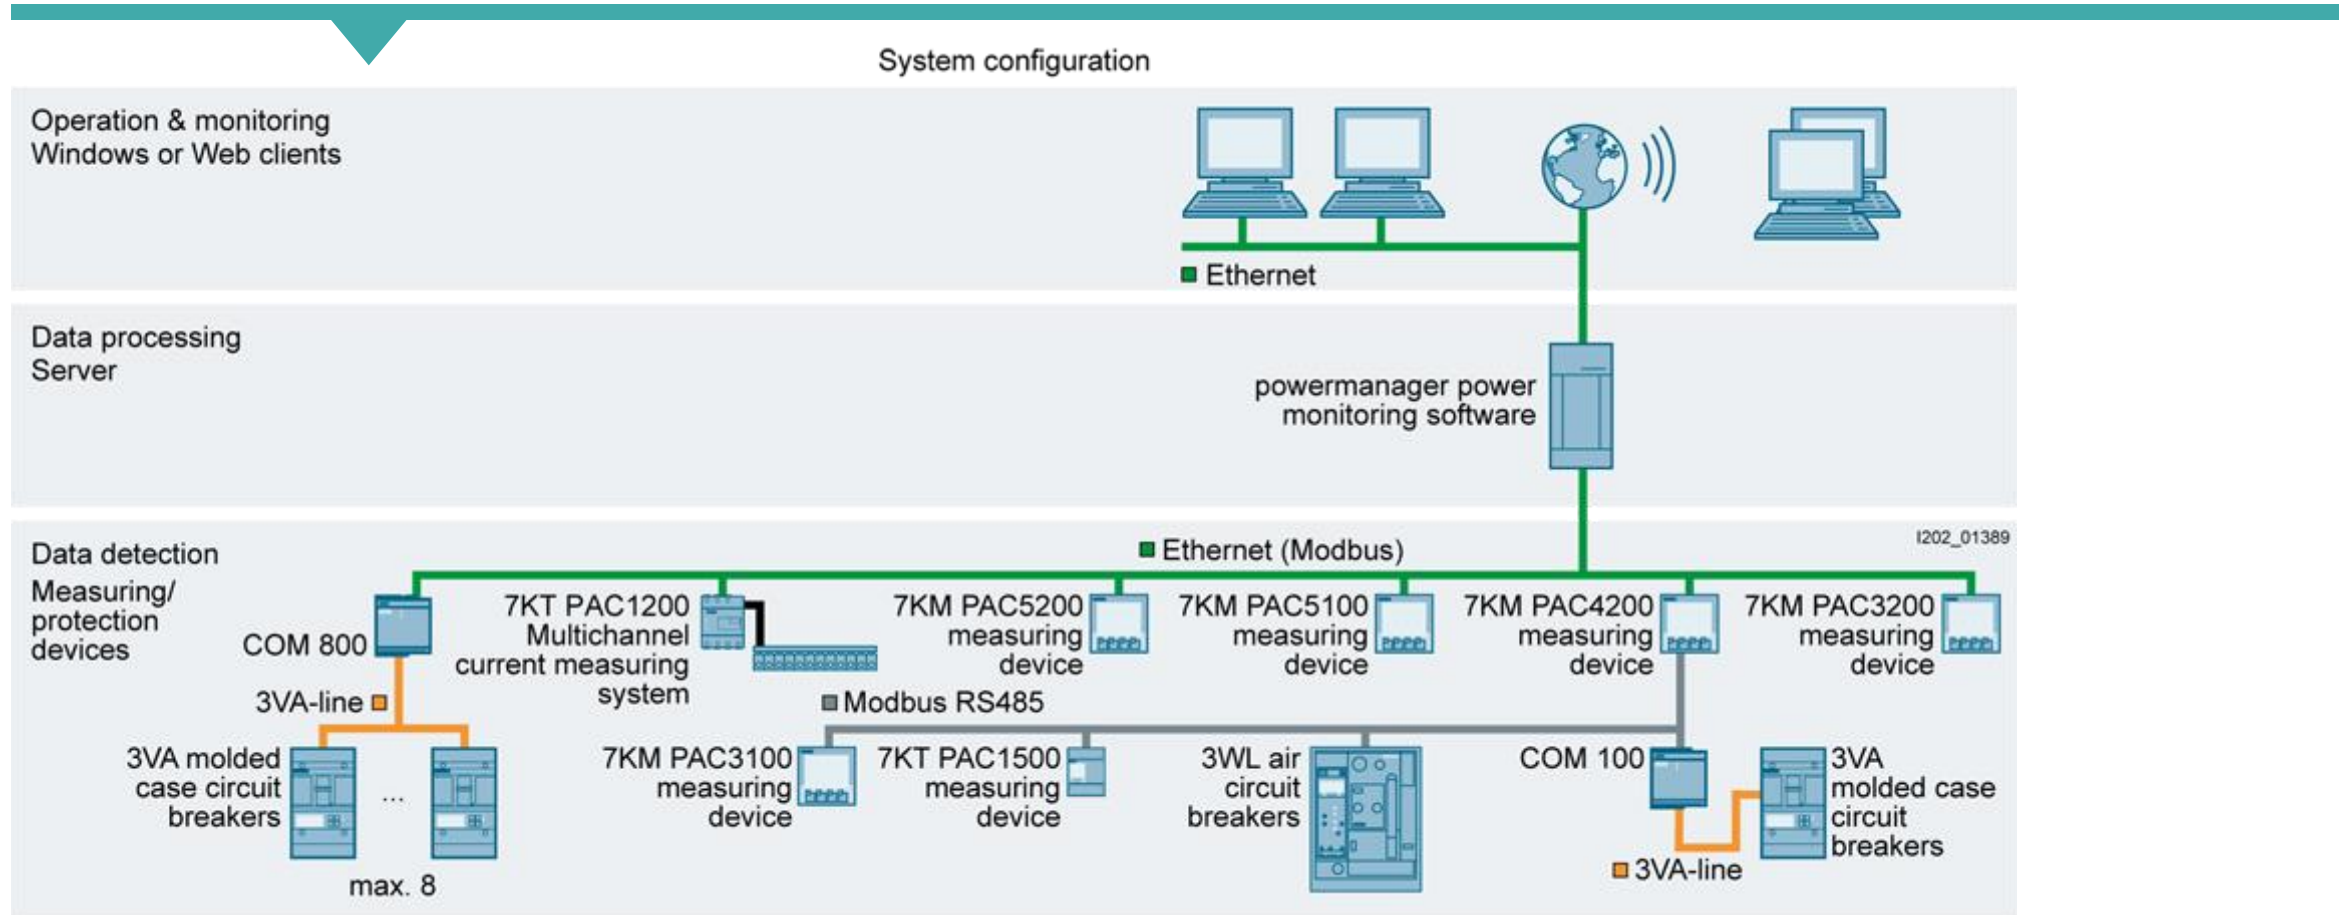 System configuration
Operation & monitoring
Windows or Web clients
Ethernet
Data processing
Server
powermanager power
monitoring software
I202_01389
Data detection
Measuring/
protection
devices
Ethernet (Modbus)
COM 800
7KT PAC1200
Multichannel
current measuring
system
7KM PAC5200
measuring
device
7KM PAC5100
measuring
device
7KM PAC4200
measuring
device
7KM PAC3200
measuring
device
3VA-line
Modbus RS485
3VA molded
case circuit
breakers
...
max. 8
7KM PAC3100
measuring
device
7KT PAC1500
measuring
device
3WL air
circuit
breakers
COM 100
3VA
molded case
circuit
breakers
3VA-line